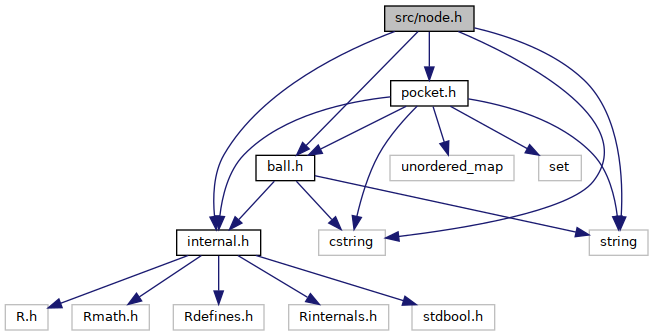 src/node.h
pocket.h
ball.h
unordered_map
set
internal.h
cstring
string
R.h
Rmath.h
Rdefines.h
Rinternals.h
stdbool.h